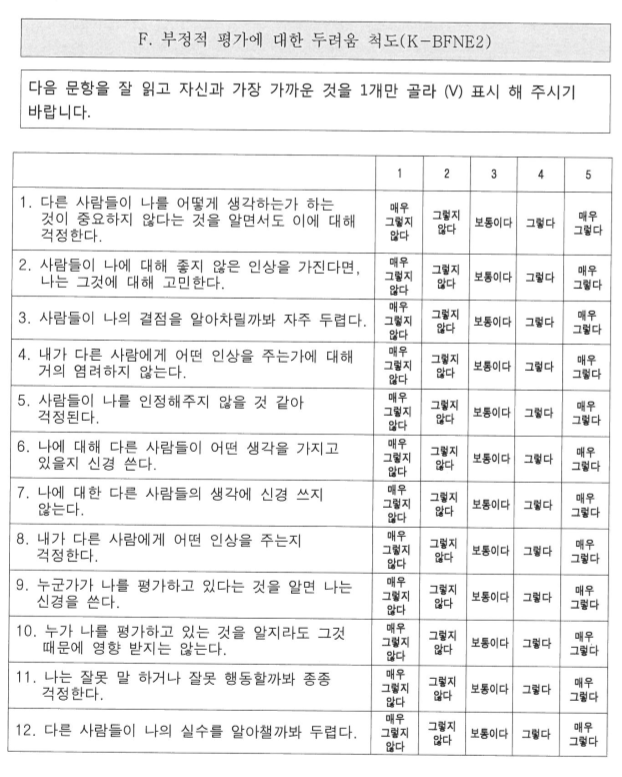 F. 부정적 평가에 대한 두려움 척도(K-BFNE2)
다음 문항을 잘 읽고 자신과 가장 가까운 것을 1개만 골라 (V) 표시 해 주시기
바랍니다.
1 2 3 4 5
1. 다른 사람들이 나를 어떻게 생각하는가 하는
것이 중요하지 않다는 것을 알면서도 이에 대해
걱정한다.
매우 그렇지 않다 그렇지 않다 보통이다 그렇다 매우 그렇다
2. 사람들이 나에 대해 좋지 않은 인상을 가진다면,
나는 그것에 대해 고민한다.
매우 그렇지 않다 그렇지 않다 보통이다 그렇다 매우 그렇다
3. 사람들이 나의 결점을 알아차릴까봐 자주 두렵다.
매우 그렇지 않다 그렇지 않다 보통이다 그렇다 매우 그렇다
4. 내가 다른 사람에게 어떤 인상을 주는가에 대해
거의 염려하지 않는다.
매우 그렇지 않다 그렇지 않다 보통이다 그렇다 매우 그렇다
5. 사람들이 나를 인정해주지 않을 것 같아
걱정된다.
매우 그렇지 않다 그렇지 않다 보통이다 그렇다 매우 그렇다
6. 나에 대해 다른 사람들이 어떤 생각을 가지고
있을지 신경 쓴다.
매우 그렇지 않다 그렇지 않다 보통이다 그렇다 매우 그렇다
7. 나에 대한 다른 사람들의 생각에 신경 쓰지
않는다.
매우 그렇지 않다 그렇지 않다 보통이다 그렇다 매우 그렇다
8. 내가 다른 사람에게 어떤 인상을 주는지
걱정한다.
매우 그렇지 않다 그렇지 않다 보통이다 그렇다 매우 그렇다
9. 누군가가 나를 평가하고 있다는 것을 알면 나는
신경을 쓴다.
매우 그렇지 않다 그렇지 않다 보통이다 그렇다 매우 그렇다
10. 누가 나를 평가하고 있는 것을 알지라도 그것
때문에 영향 받지는 않는다.
매우 그렇지 않다 그렇지 않다 보통이다 그렇다 매우 그렇다
11. 나는 잘못 말 하거나 잘못 행동할까봐 종종
걱정한다.
매우 그렇지 않다 그렇지 않다 보통이다 그렇다 매우 그렇다
12. 다른 사람들이 나의 실수를 알아챌까봐 두렵다.
매우 그렇지 않다 그렇지 않다 보통이다 그렇다 매우 그렇다